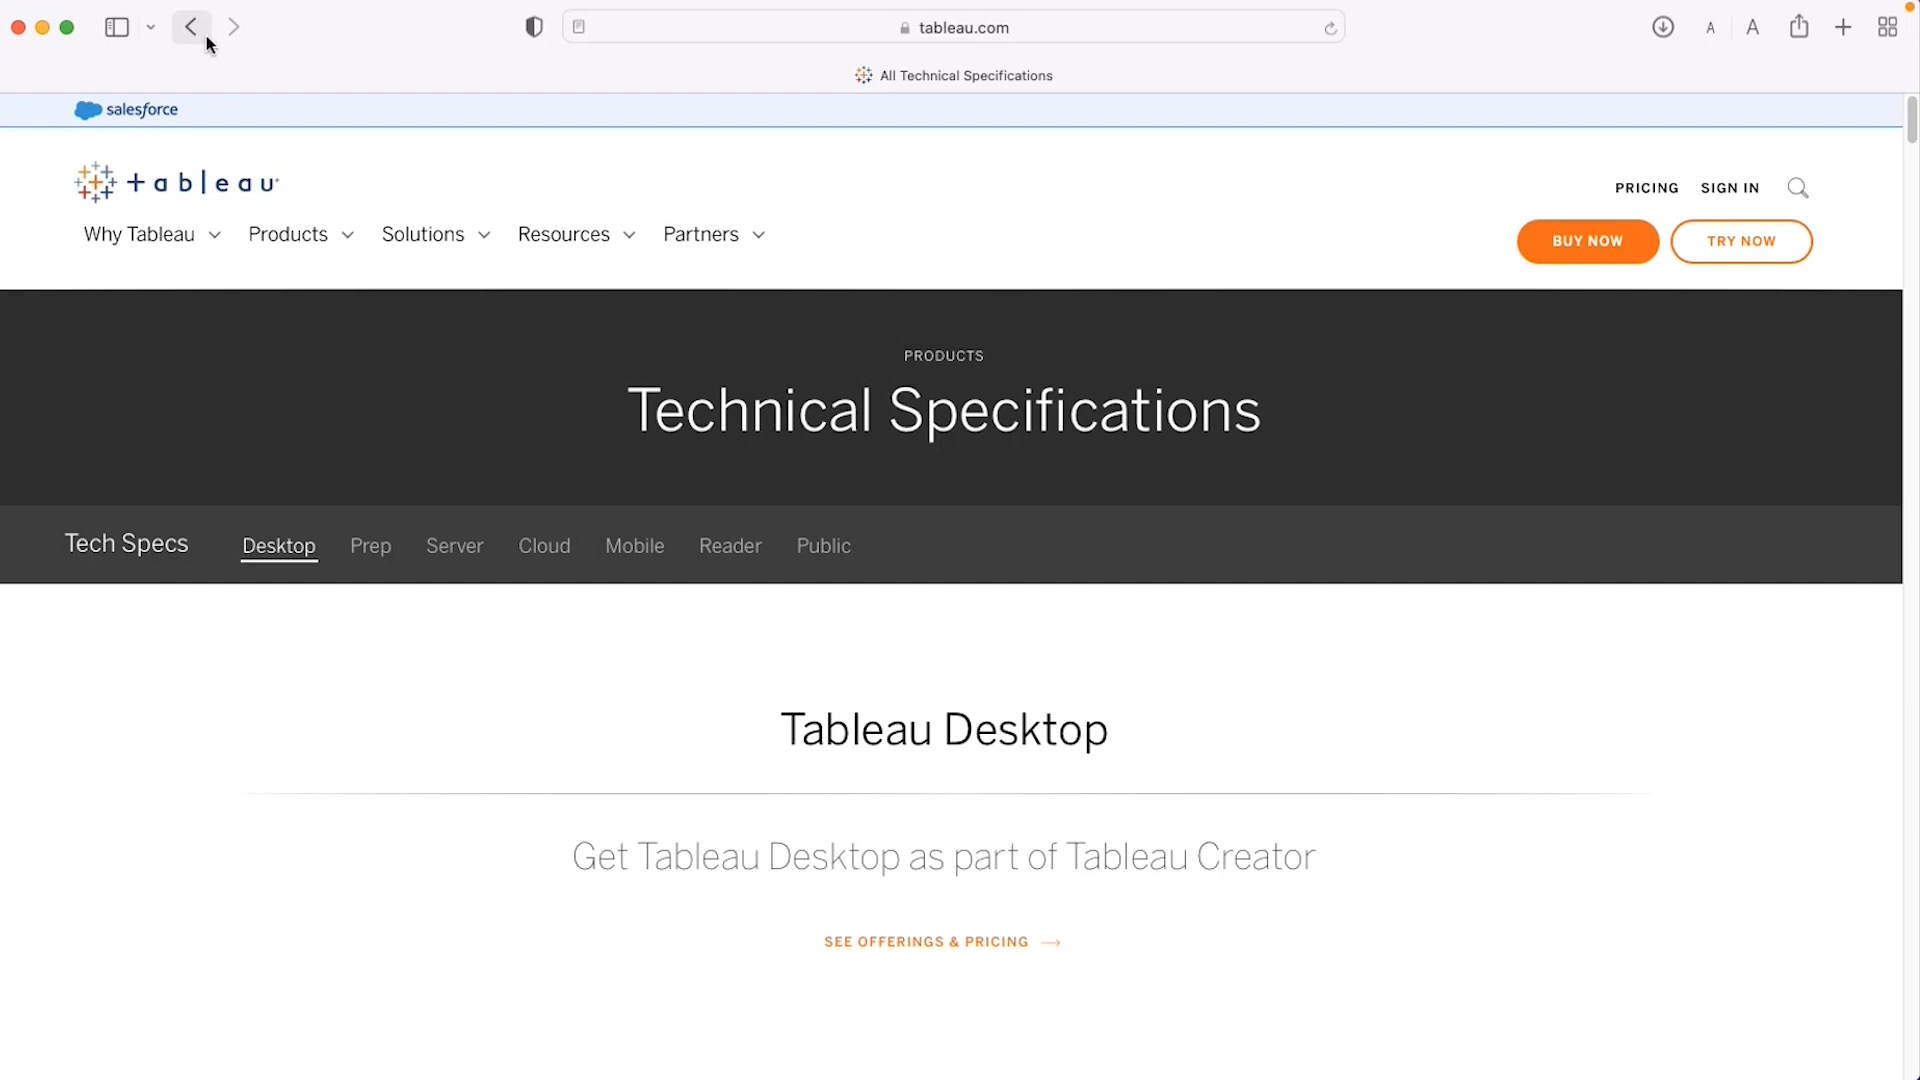 tableau.com
A A
All Technical Specifications
salesforce
+ableau
PRICING SIGN IN
Why Tableau Products Solutions Resources Partners
BUY NOW TRY NOW
PRODUCTS
Technical Specifications
Tech Specs Desktop Prep Server Cloud Mobile Reader Public
Tableau Desktop
Get Tableau Desktop as part of Tableau Creator
SEE OFFERINGS & PRICING